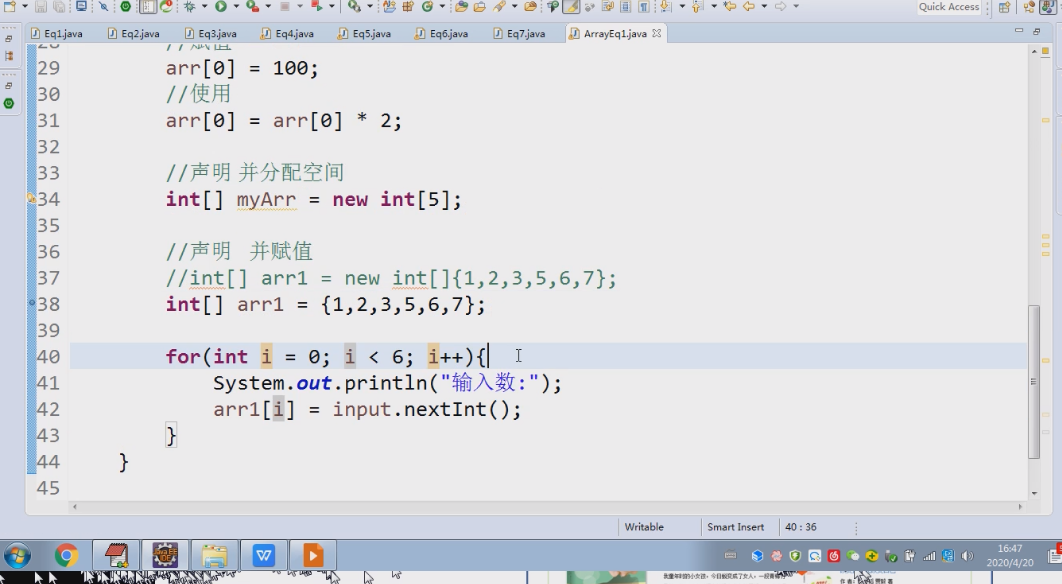 Quick Access
Eq1.java Eq2.java Eq3.java Eq4.java Eq5.java Eq6.java Eq7.java ArrayEq1.java
28 //赋值
29 arr[0] = 100;
30 //使用
31 arr[0] = arr[0] * 2;
32
33 //声明 并分配空间
34 int[] myArr = new int[5];
35
36 //声明 并赋值
37 //int[] arr1 = new int[]{1,2,3,5,6,7};
38 int[] arr1 = {1,2,3,5,6,7};
39
40 for(int i = 0; i < 6; i++){
41 System.out.println("输入数:");
42 arr1[i] = input.nextInt();
43 }
44 }
45
Writable Smart Insert 40 : 36
16:47
2020/4/20